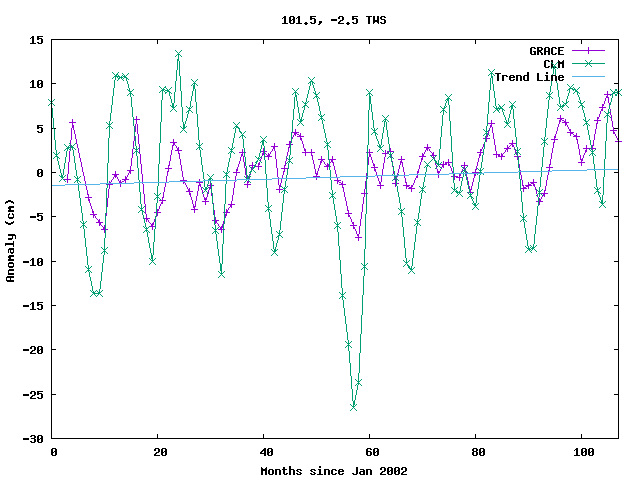 101.5, -2.5 TWS
15
10
5
0
-5
-10
-15
-20
-25
-30
Anomaly (cm)
GRACE
CLM
Trend Line
0 20 40 60 80 100
Months since Jan 2002